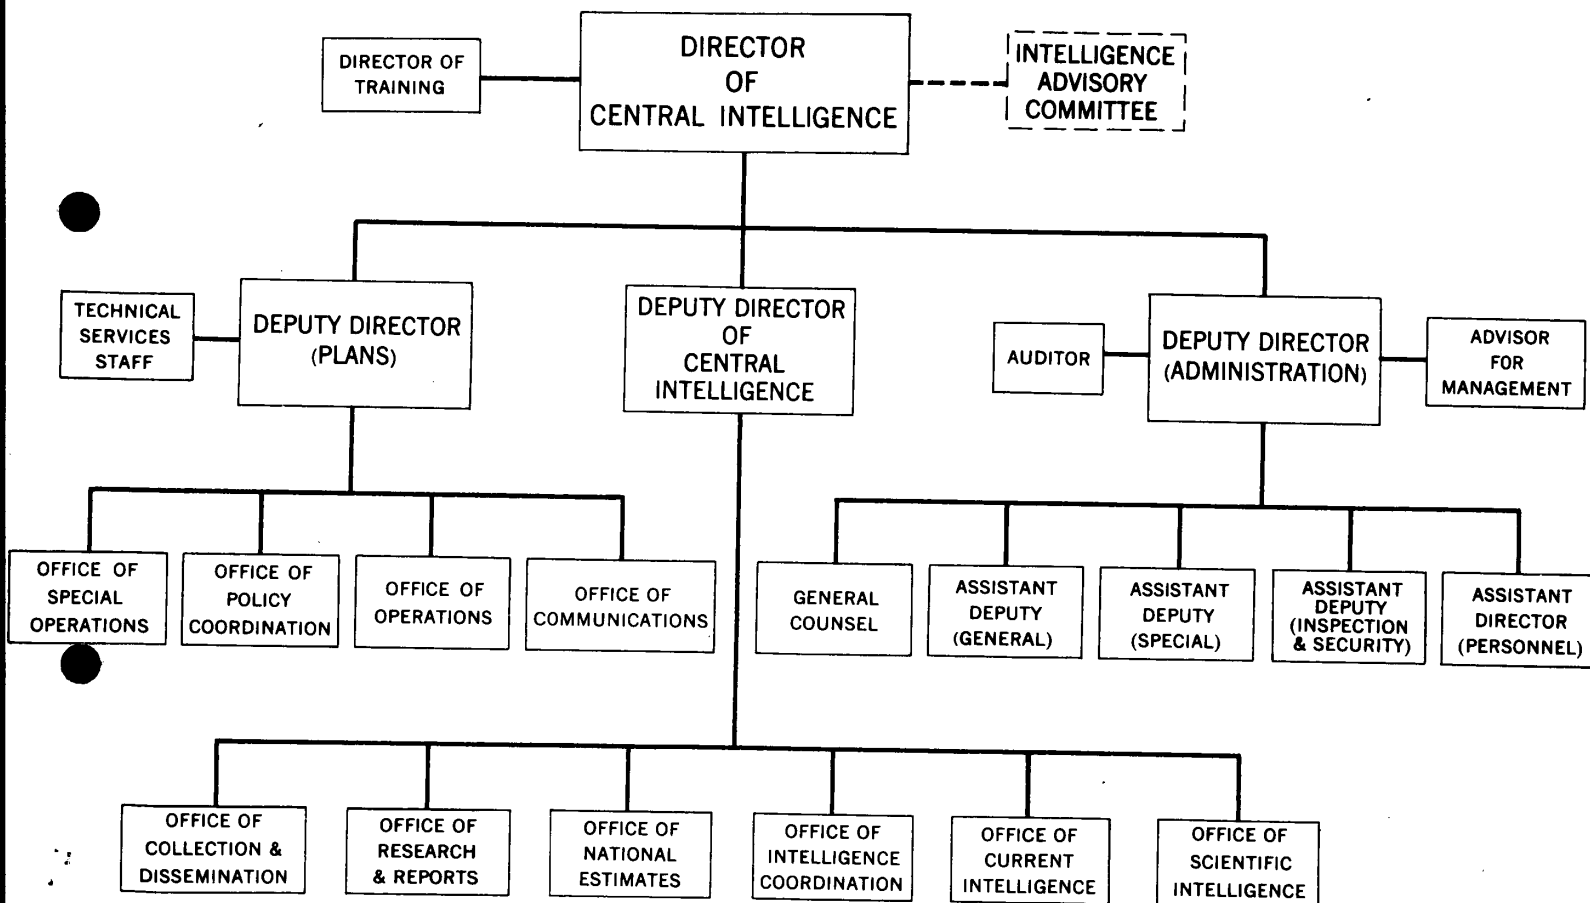 DIRECTOR OF
TRAINING
DIRECTOR
OF
CENTRAL INTELLIGENCE
INTELLIGENCE
ADVISORY
COMMITTEE
TECHNICAL
SERVICES
STAFF
DEPUTY DIRECTOR
(PLANS)
DEPUTY DIRECTOR
OF
CENTRAL
INTELLIGENCE
AUDITOR
DEPUTY DIRECTOR
(ADMINISTRATION)
ADVISOR
FOR
MANAGEMENT
OFFICE OF
SPECIAL
OPERATIONS
OFFICE OF
POLICY
COORDINATION
OFFICE OF
OPERATIONS
OFFICE OF
COMMUNICATIONS
GENERAL
COUNSEL
ASSISTANT
DEPUTY
(GENERAL)
ASSISTANT
DEPUTY
(SPECIAL)
ASSISTANT
DEPUTY
(INSPECTION
& SECURITY)
ASSISTANT
DIRECTOR
(PERSONNEL)
OFFICE OF
COLLECTION &
DISSEMINATION
OFFICE OF
RESEARCH
& REPORTS
OFFICE OF
NATIONAL
ESTIMATES
OFFICE OF
INTELLIGENCE
COORDINATION
OFFICE OF
CURRENT
INTELLIGENCE
OFFICE OF
SCIENTIFIC
INTELLIGENCE